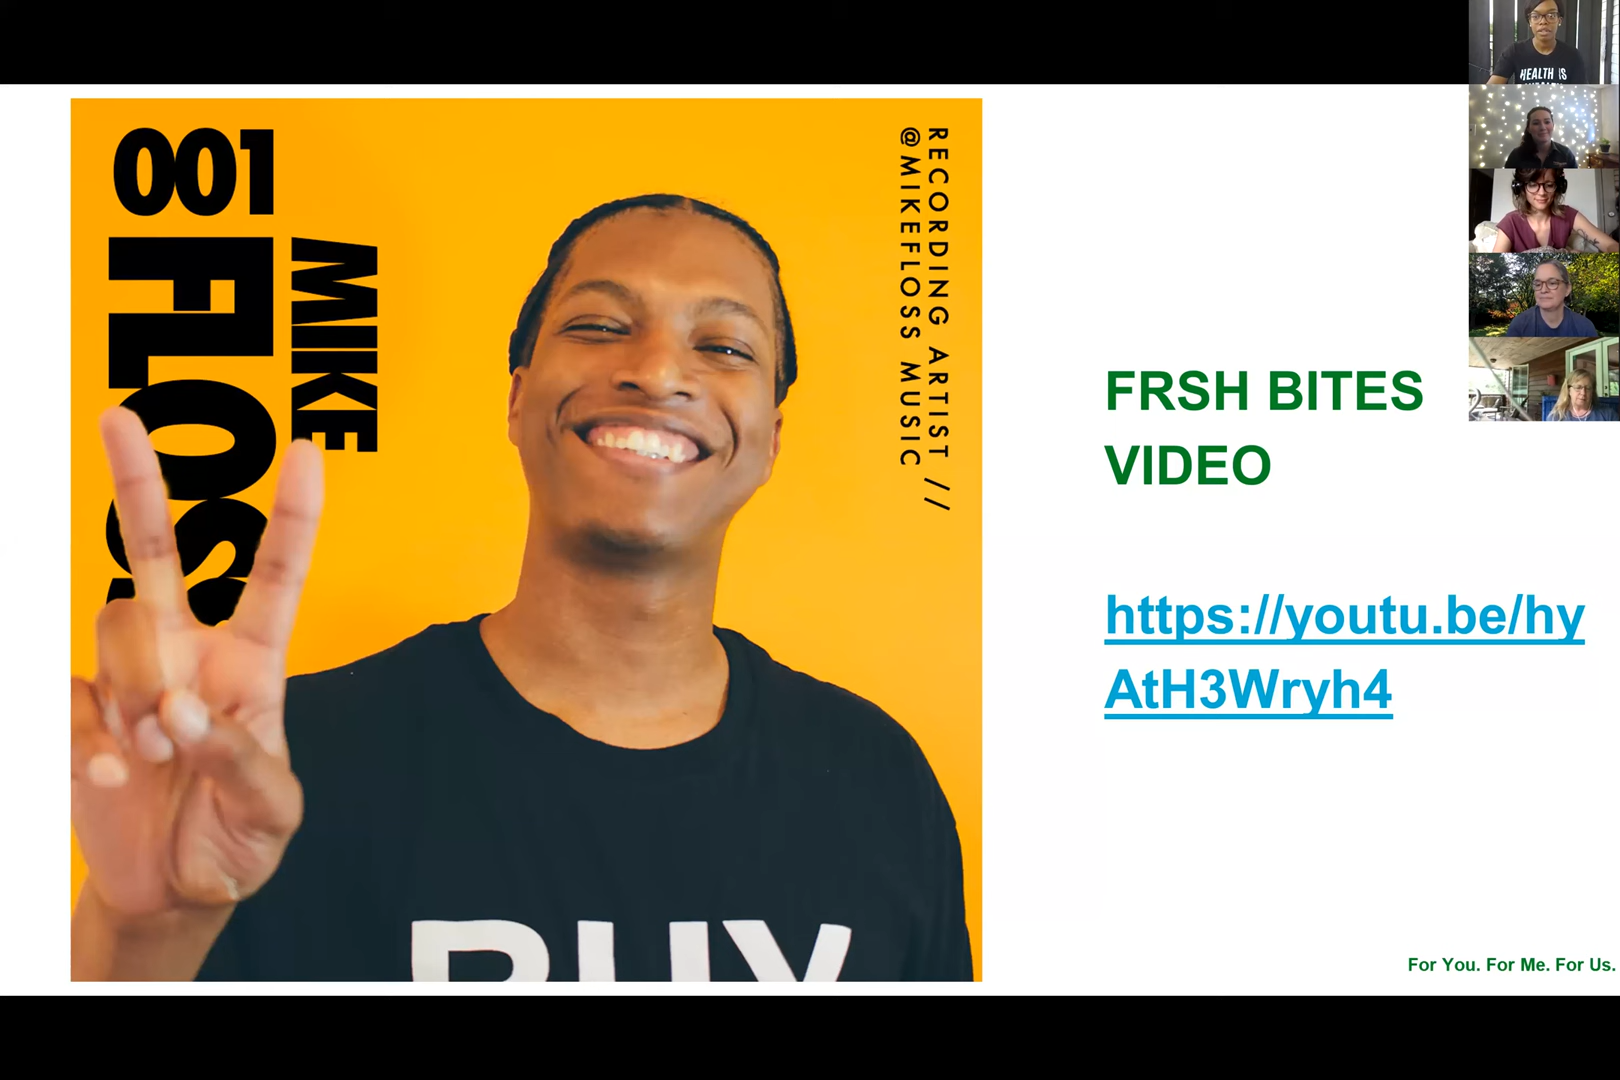 001
MIKE
FLOSS
RECORDING ARTIST //
@MIKEFLOSS MUSIC
BUY
FRSH BITES
VIDEO
https://youtu.be/hy
AtH3Wryh4
For You. For Me. For Us.
HEALTH IS